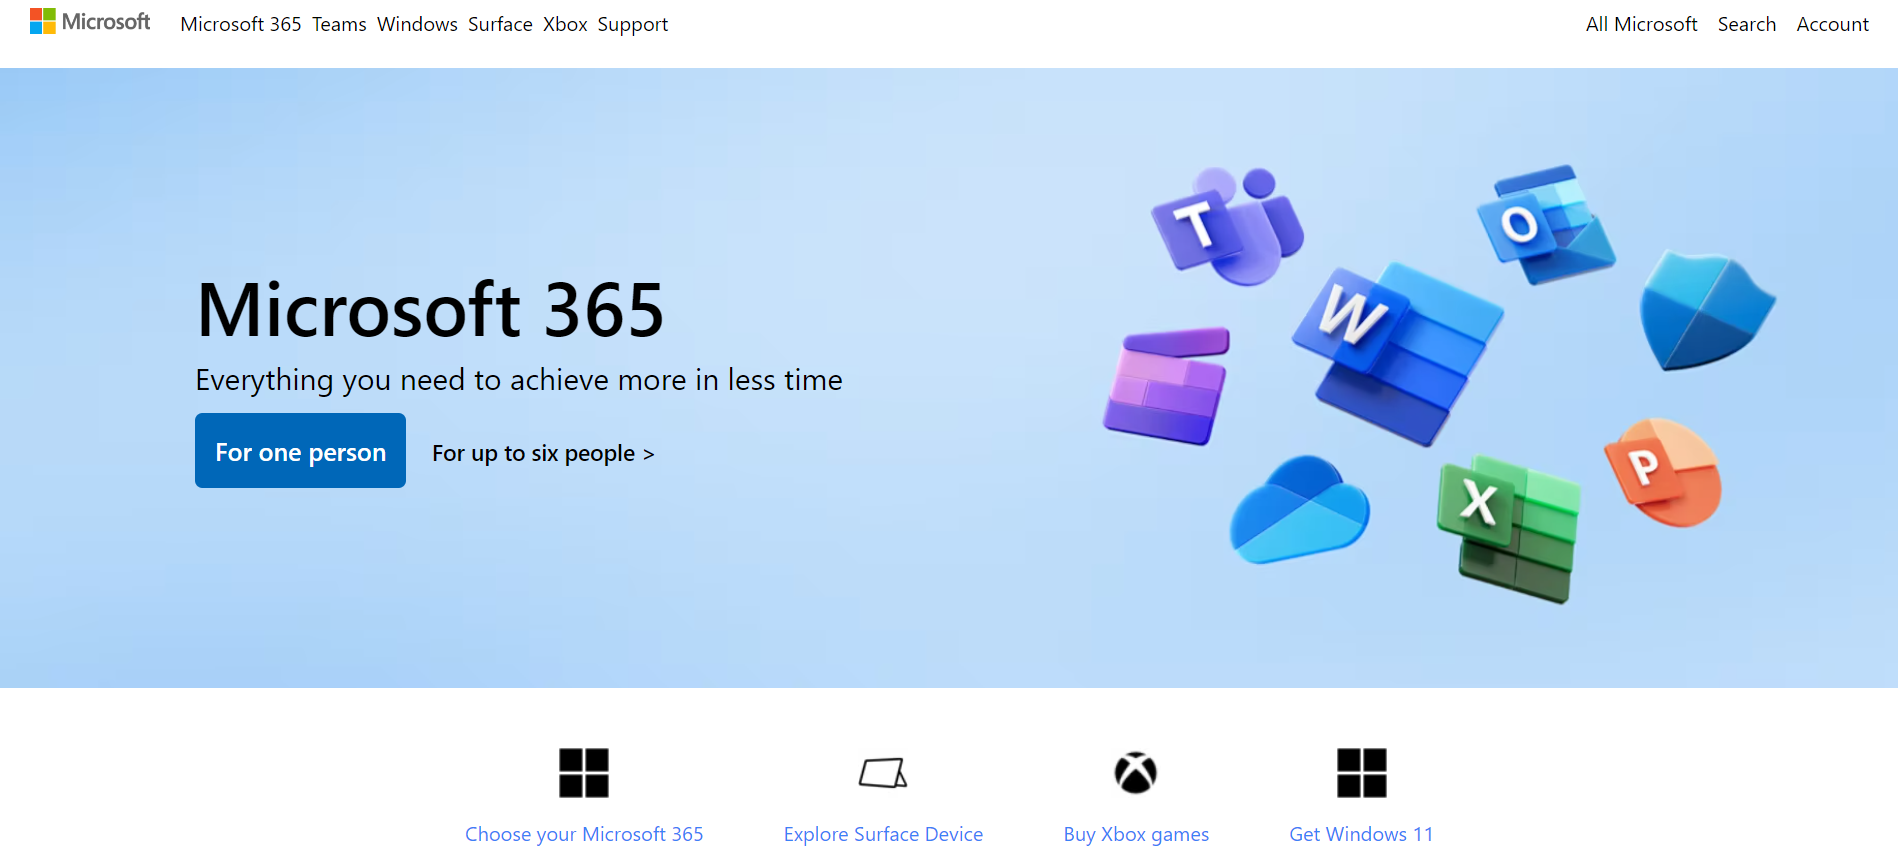 Microsoft
Microsoft 365 Teams Windows Surface Xbox Support
All Microsoft Search Account
Microsoft 365
Everything you need to achieve more in less time
For one person
For up to six people >
T
O
W
X
P
Choose your Microsoft 365
Explore Surface Device
Buy Xbox games
Get Windows 11